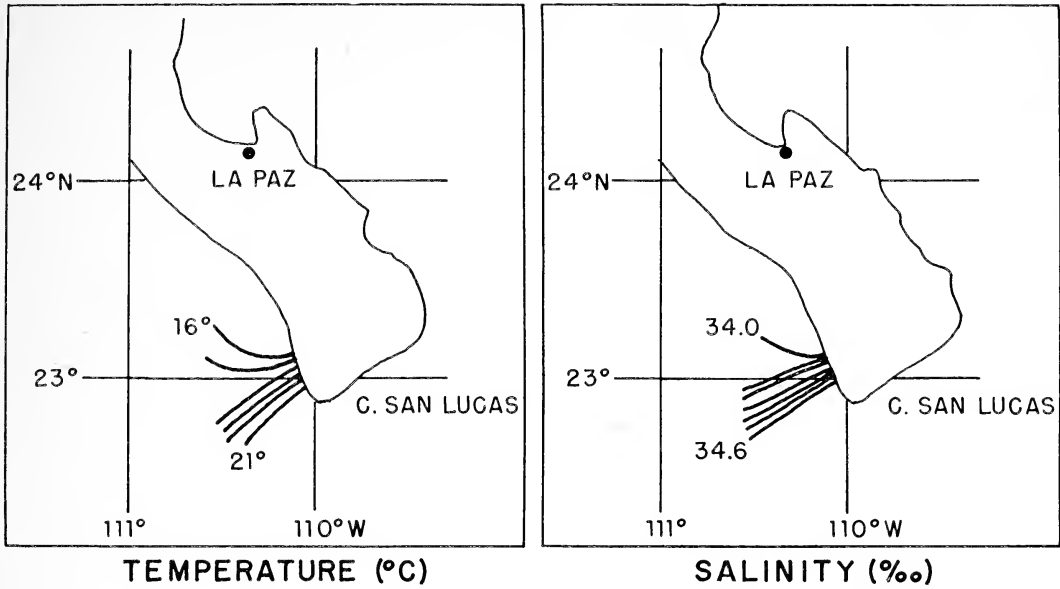 LA PAZ
24°N
16°
23°
C. SAN LUCAS
21°
111°
110°W
TEMPERATURE (°C)
LA PAZ
24°N
34.0
23°
C. SAN LUCAS
34.6
111°
110°W
SALINITY (‰)